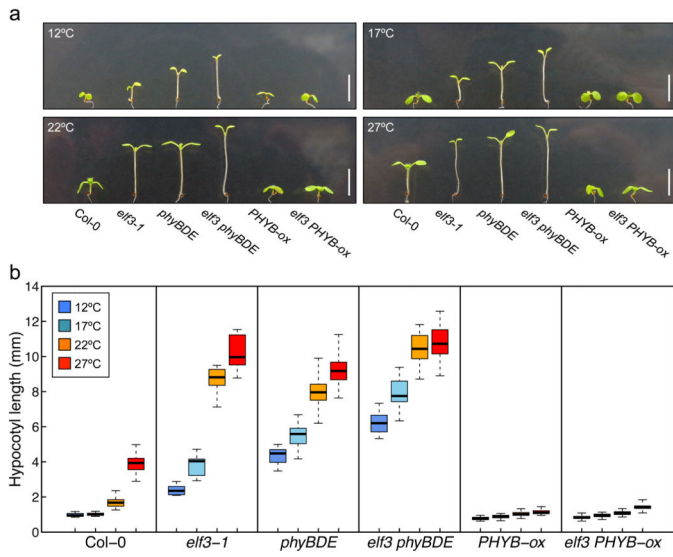 a
12ºC
17ºC
22ºC
27ºC
Col-0
elf3-1
phyBDE
elf3 phyBDE
PHYB-ox
elf3 PHYB-ox
Col-0
elf3-1
phyBDE
elf3 phyBDE
PHYB-ox
elf3 PHYB-ox
b
Hypocotyl length (mm)
14
12
10
8
6
4
2
0
12ºC
17ºC
22ºC
27ºC
Col–0
elf3–1
phyBDE
elf3 phyBDE
PHYB–ox
elf3 PHYB–ox